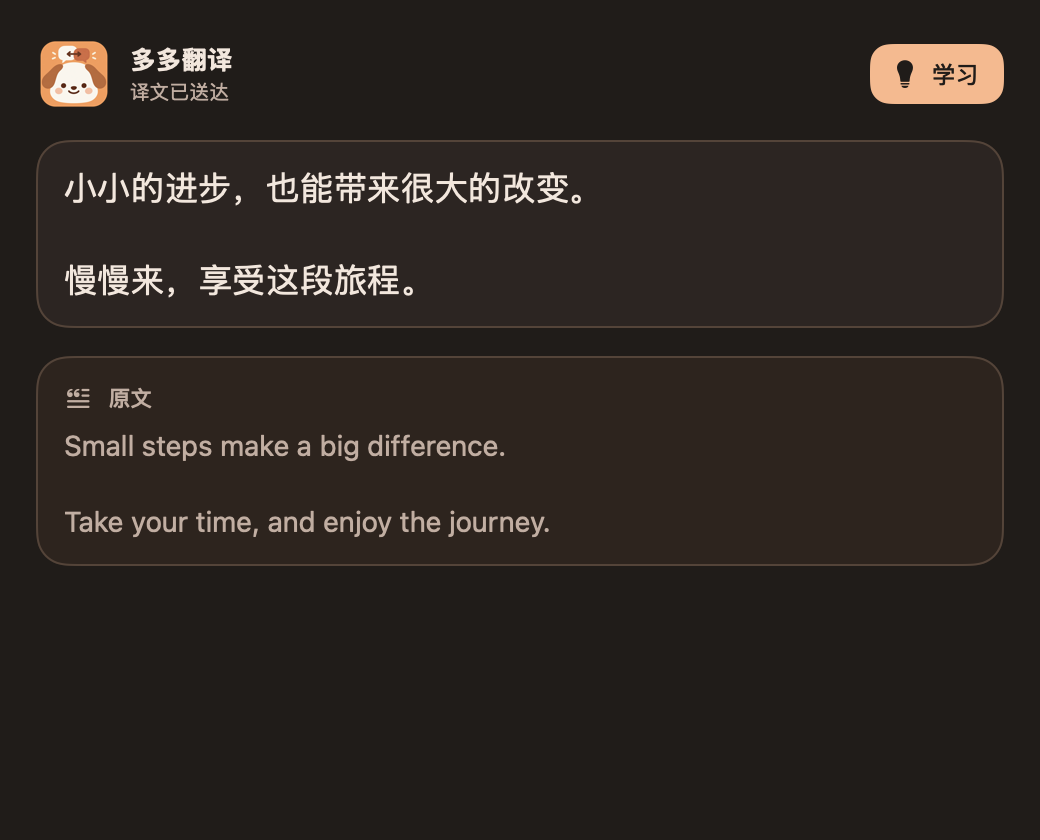 多多翻译
译文已送达
学习
小小的进步，也能带来很大的改变。
慢慢来，享受这段旅程。
原文
Small steps make a big difference.
Take your time, and enjoy the journey.